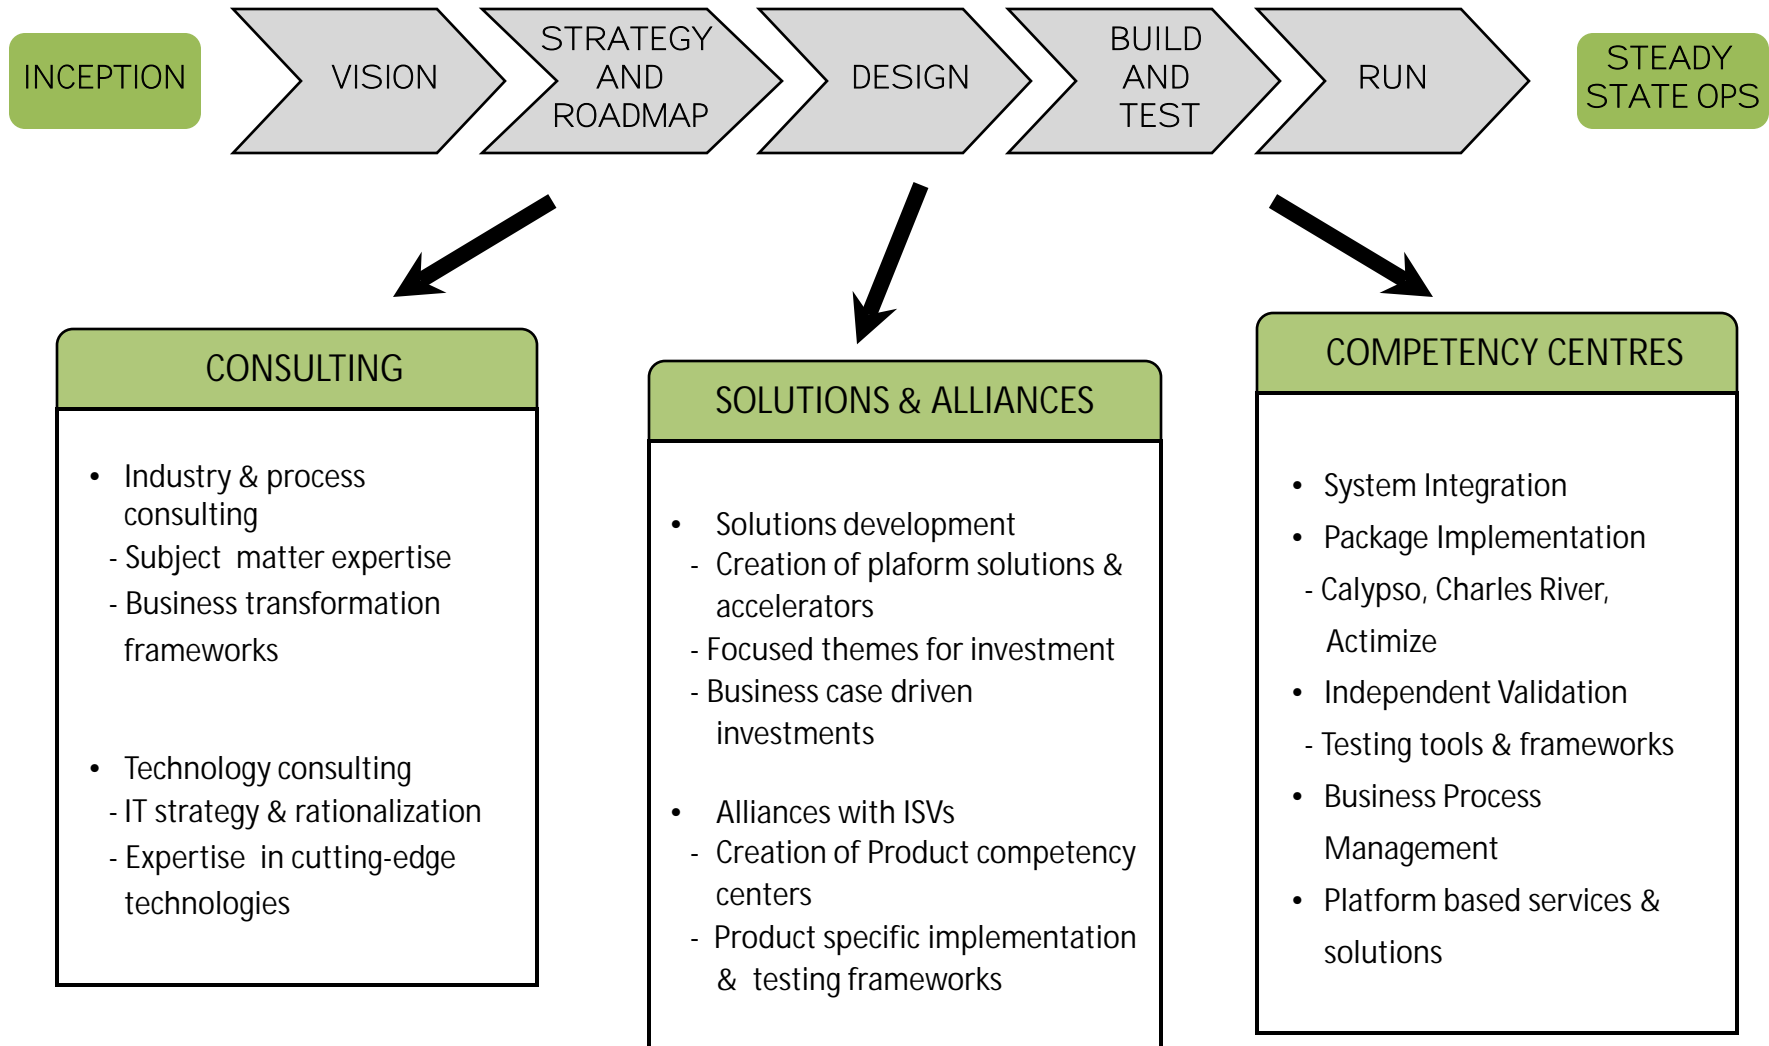 INCEPTION
VISION
STRATEGY
AND
ROADMAP
DESIGN
BUILD
AND
TEST
RUN
STEADY
STATE OPS
CONSULTING
• Industry & process
consulting
- Subject matter expertise
- Business transformation
frameworks
• Technology consulting
- IT strategy & rationalization
- Expertise in cutting-edge
technologies
SOLUTIONS & ALLIANCES
• Solutions development
- Creation of plaform solutions &
accelerators
- Focused themes for investment
- Business case driven
investments
• Alliances with ISVs
- Creation of Product competency
centers
- Product specific implementation
& testing frameworks
COMPETENCY CENTRES
• System Integration
• Package Implementation
- Calypso, Charles River,
Actimize
• Independent Validation
- Testing tools & frameworks
• Business Process
Management
• Platform based services &
solutions